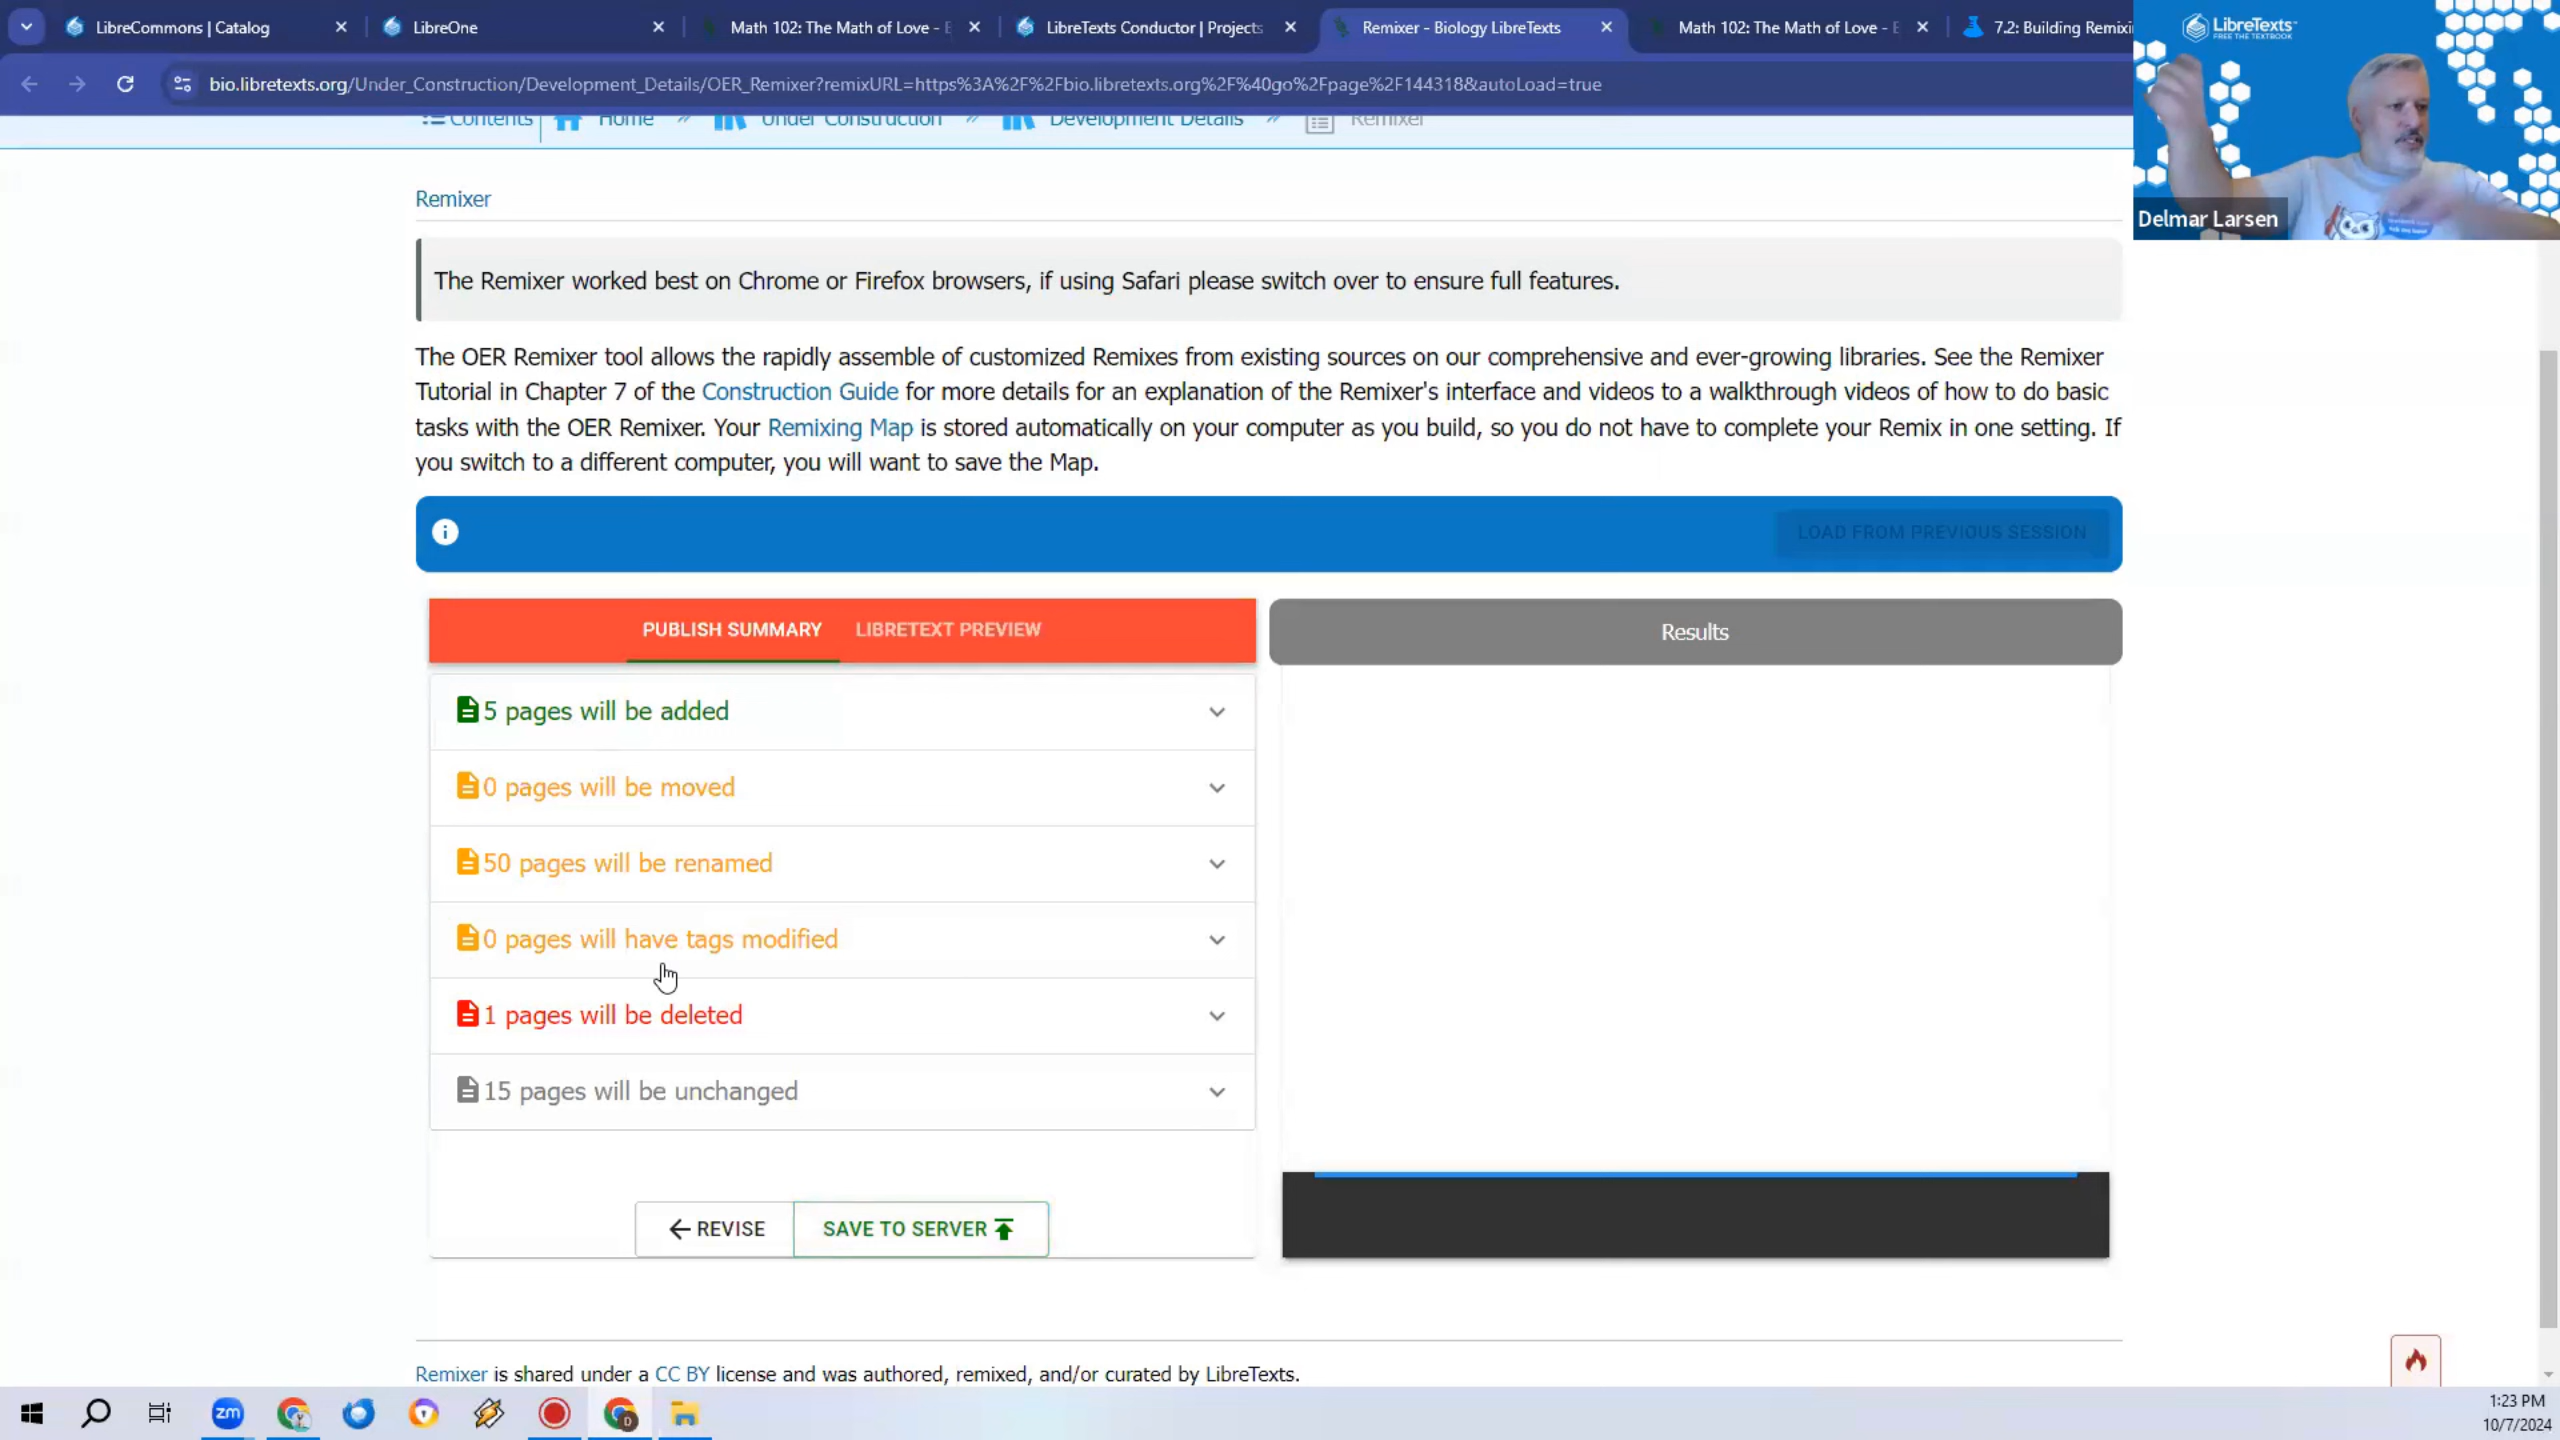 LibreCommons | Catalog
LibreOne
Math 102: The Math of Love - E
LibreTexts Conductor | Projects
Remixer - Biology LibreTexts
Math 102: The Math of Love - E
7.2: Building Remixi
LibreTexts
FREE THE TEXTBOOK
bio.libretexts.org/Under_Construction/Development_Details/OER_Remixer?remixURL=https%3A%2F%2Fbio.libretexts.org%2F%40go%2Fpage%2F144318&autoLoad=true
Contents
Home
Under Construction
Development Details
Remixer
Delmar Larsen
Remixer
The Remixer worked best on Chrome or Firefox browsers, if using Safari please switch over to ensure full features.
The OER Remixer tool allows the rapidly assemble of customized Remixes from existing sources on our comprehensive and ever-growing libraries. See the Remixer
Tutorial in Chapter 7 of the Construction Guide for more details for an explanation of the Remixer's interface and videos to a walkthrough videos of how to do basic
tasks with the OER Remixer. Your Remixing Map is stored automatically on your computer as you build, so you do not have to complete your Remix in one setting. If
you switch to a different computer, you will want to save the Map.
LOAD FROM PREVIOUS SESSION
PUBLISH SUMMARY
LIBRETEXT PREVIEW
Results
5 pages will be added
0 pages will be moved
50 pages will be renamed
0 pages will have tags modified
1 pages will be deleted
15 pages will be unchanged
REVISE
SAVE TO SERVER
Remixer is shared under a CC BY license and was authored, remixed, and/or curated by LibreTexts.
zm
D
1:23 PM
10/7/2024